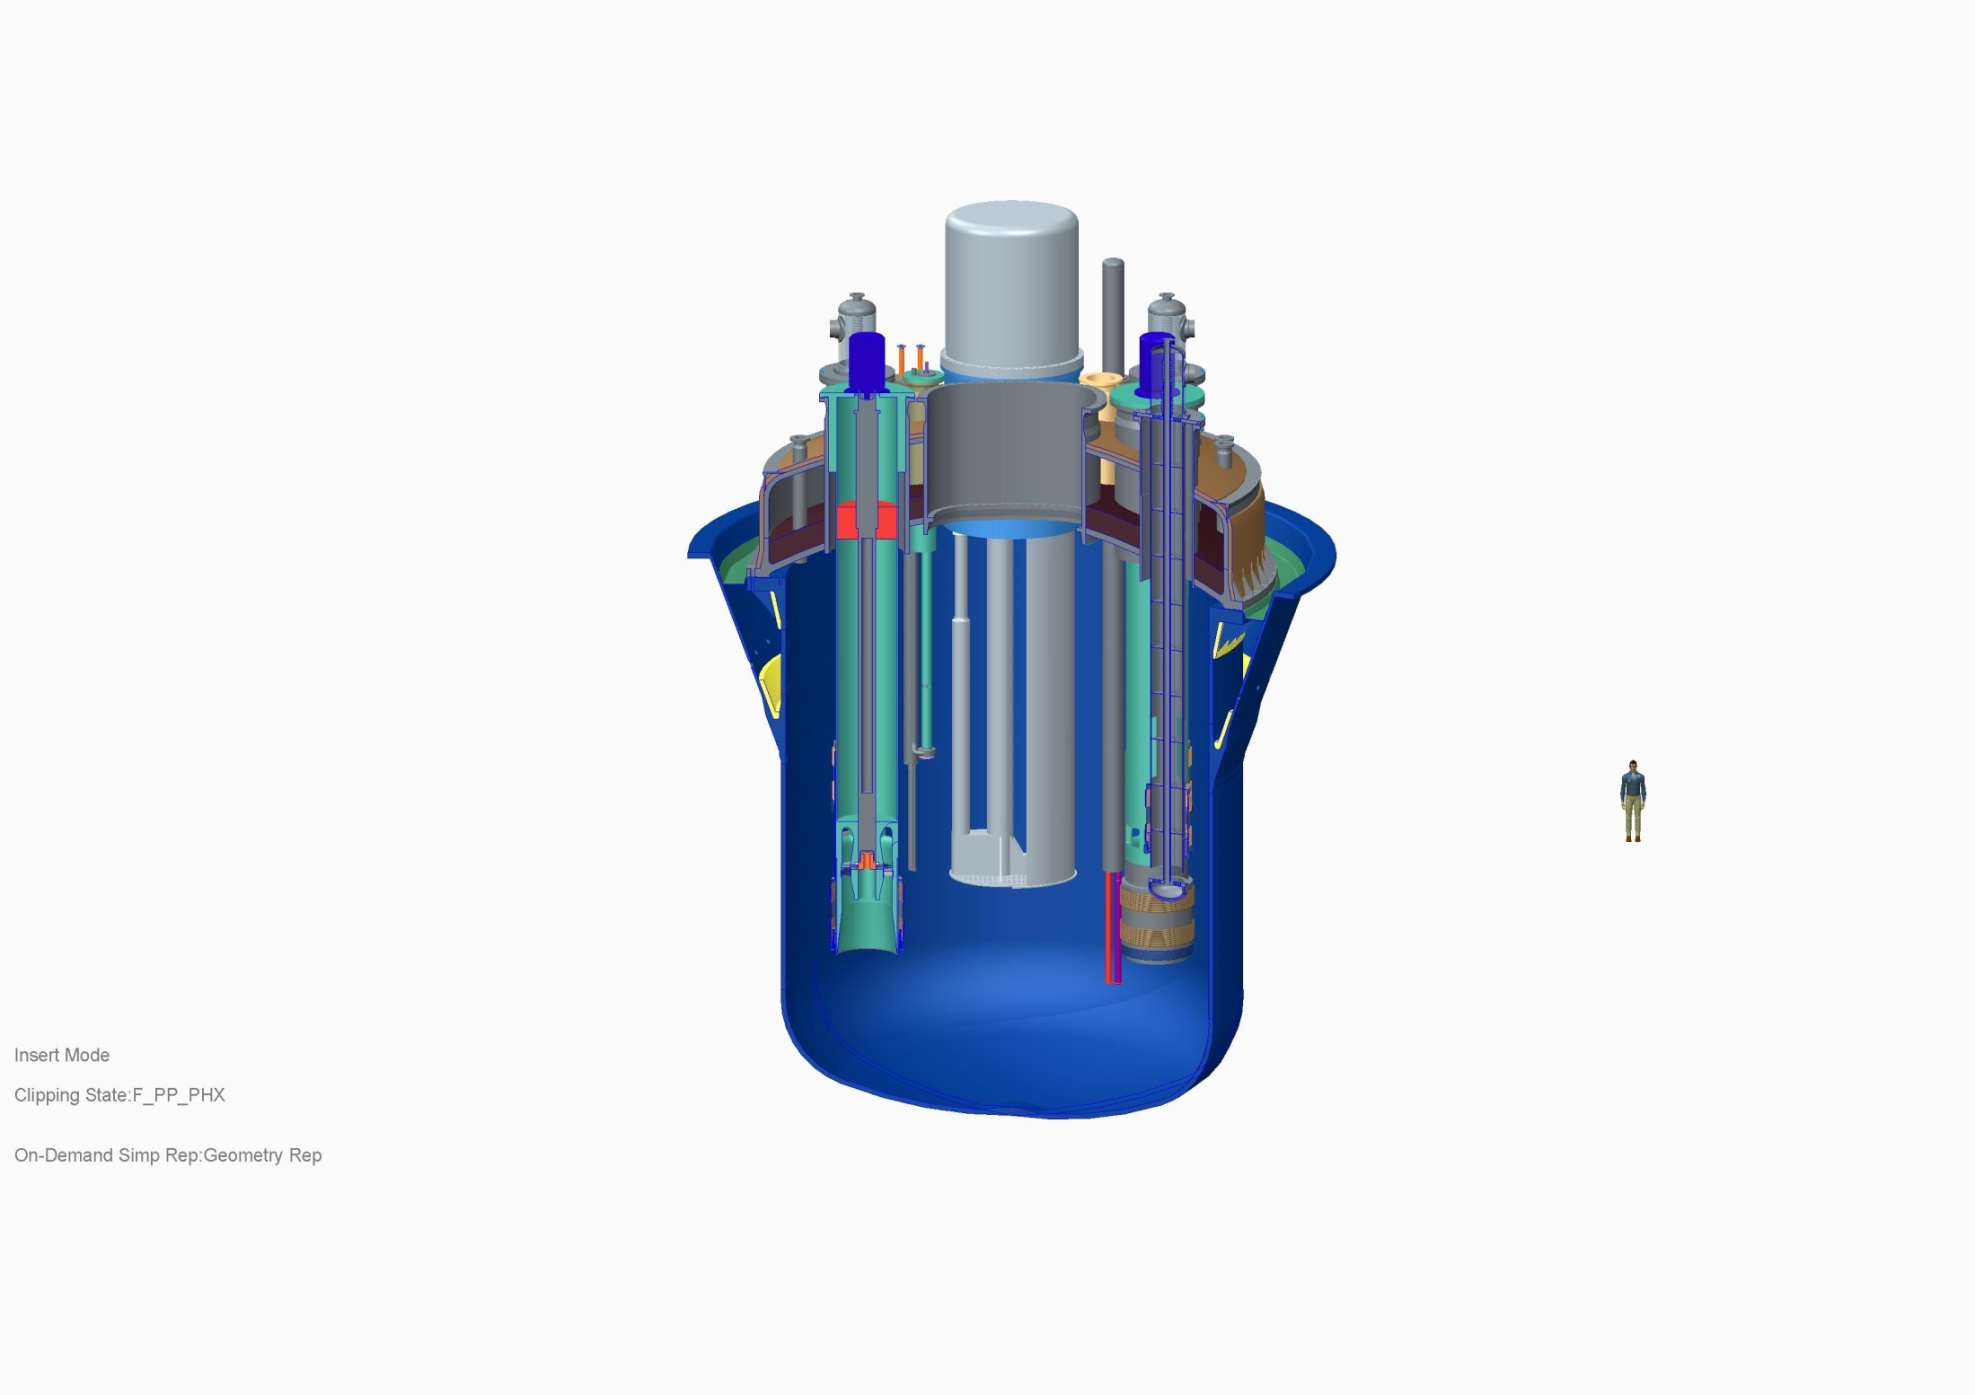 Insert Mode
Clipping State:F_PP_PHX
On-Demand Simp Rep:Geometry Rep